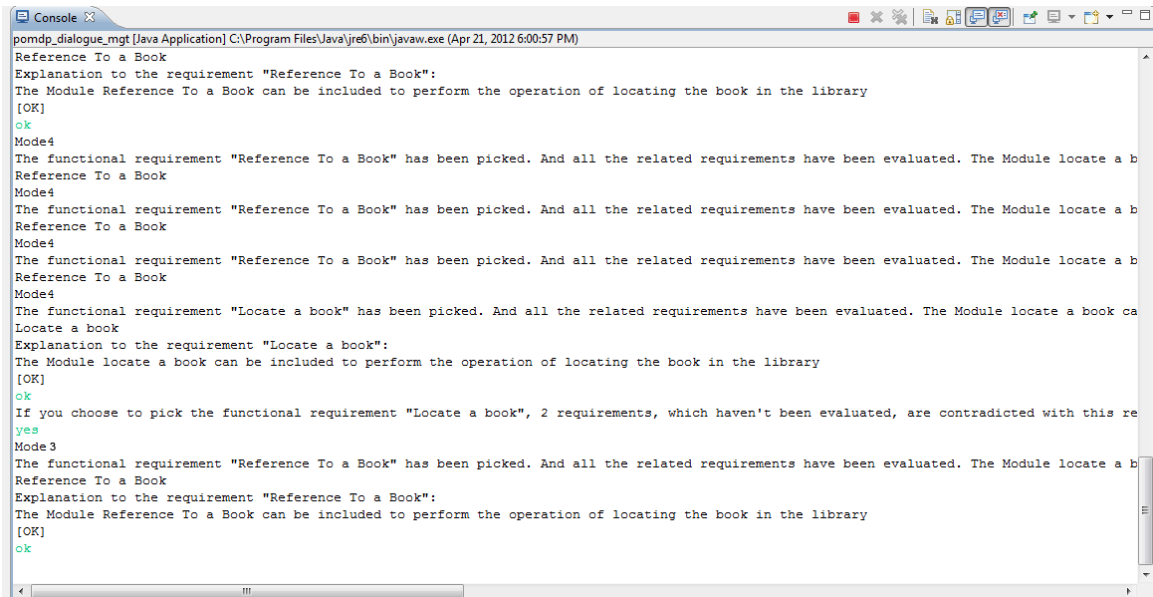 Console
pomdp_dialogue_mgt [Java Application] C:\Program Files\Java\jre6\bin\javaw.exe (Apr 21, 2012 6:00:57 PM)
Reference To a Book
Explanation to the requirement "Reference To a Book":
The Module Reference To a Book can be included to perform the operation of locating the book in the library
[OK]
ok
Mode4
The functional requirement "Reference To a Book" has been picked. And all the related requirements have been evaluated. The Module locate a b
Reference To a Book
Mode4
The functional requirement "Reference To a Book" has been picked. And all the related requirements have been evaluated. The Module locate a b
Reference To a Book
Mode4
The functional requirement "Reference To a Book" has been picked. And all the related requirements have been evaluated. The Module locate a b
Reference To a Book
Mode4
The functional requirement "Locate a book" has been picked. And all the related requirements have been evaluated. The Module locate a book ca
Locate a book
Explanation to the requirement "Locate a book":
The Module locate a book can be included to perform the operation of locating the book in the library
[OK]
ok
If you choose to pick the functional requirement "Locate a book", 2 requirements, which haven't been evaluated, are contradicted with this re
yes
Mode 3
The functional requirement "Reference To a Book" has been picked. And all the related requirements have been evaluated. The Module locate a b
Reference To a Book
Explanation to the requirement "Reference To a Book":
The Module Reference To a Book can be included to perform the operation of locating the book in the library
[OK]
ok